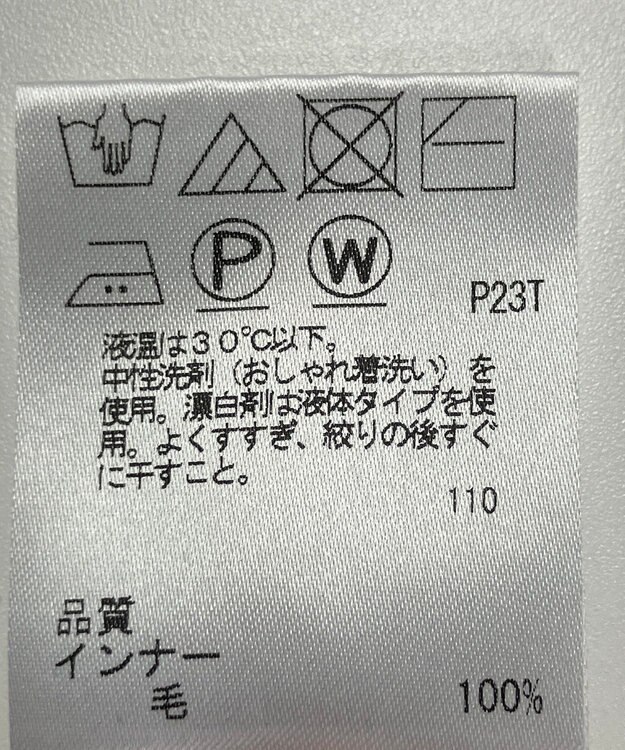 P W
P23T
液温は30℃以下。
中性洗剤（おしゃれ着洗い）を
使用。漂白剤は液体タイプを使
用。よくすすぎ、絞りの後すぐ
に干すこと。
110
品質
インナー
毛 100%